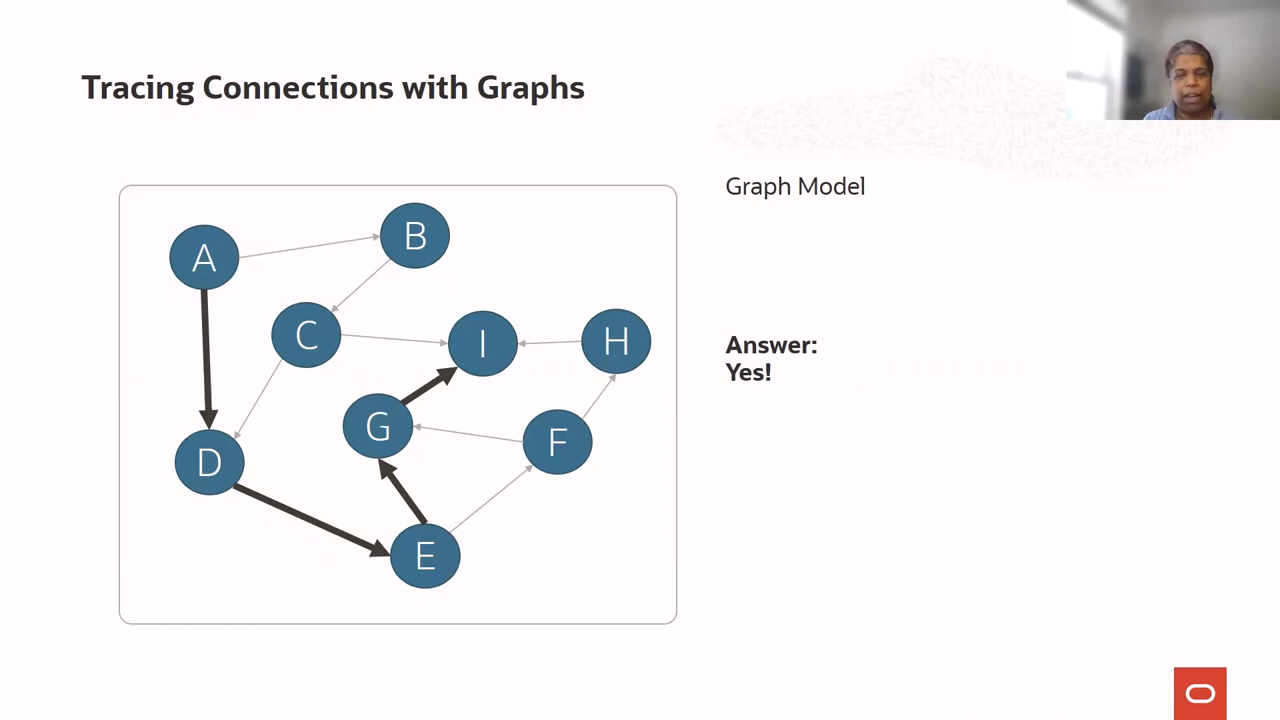 Tracing Connections with Graphs
Graph Model
A
B
C
I
H
G
F
D
E
Answer:
Yes!